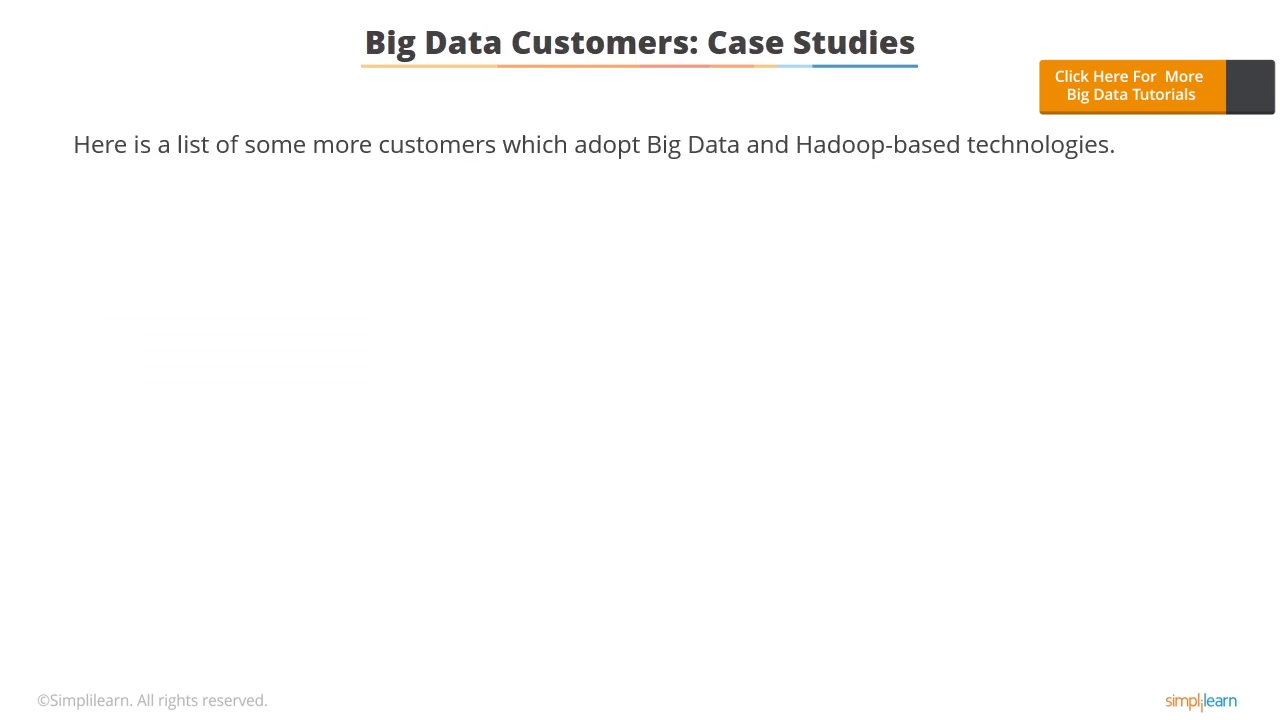 Big Data Customers: Case Studies
Click Here For More
Big Data Tutorials
Here is a list of some more customers which adopt Big Data and Hadoop-based technologies.
©Simplilearn. All rights reserved.
simplilearn